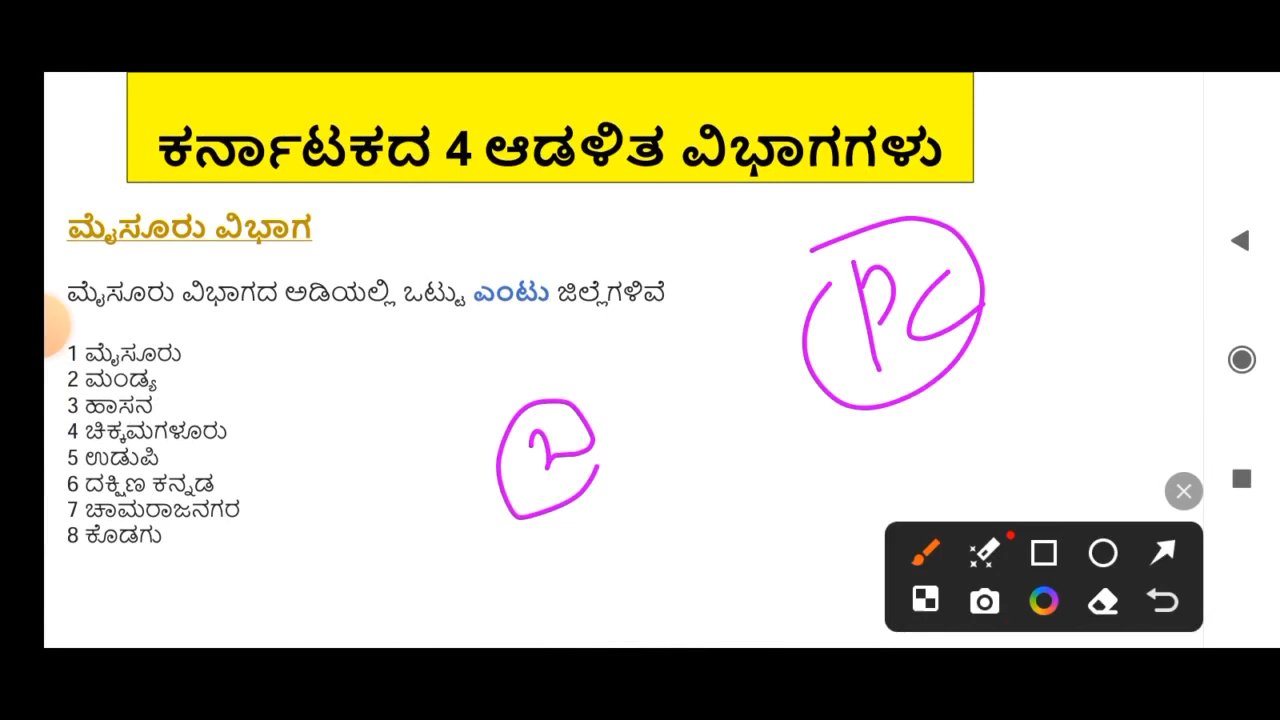 ಕರ್ನಾಟಕದ 4 ಆಡಳಿತ ವಿಭಾಗಗಳು
ಮೈಸೂರು ವಿಭಾಗ
ಮೈಸೂರು ವಿಭಾಗದ ಅಡಿಯಲ್ಲಿ ಒಟ್ಟು ಎಂಟು ಜಿಲ್ಲೆಗಳಿವೆ
PC
1 ಮೈಸೂರು
2 ಮಂಡ್ಯ
3 ಹಾಸನ
4 ಚಿಕ್ಕಮಗಳೂರು
5 ಉಡುಪಿ
6 ದಕ್ಷಿಣ ಕನ್ನಡ
7 ಚಾಮರಾಜನಗರ
8 ಕೊಡಗು